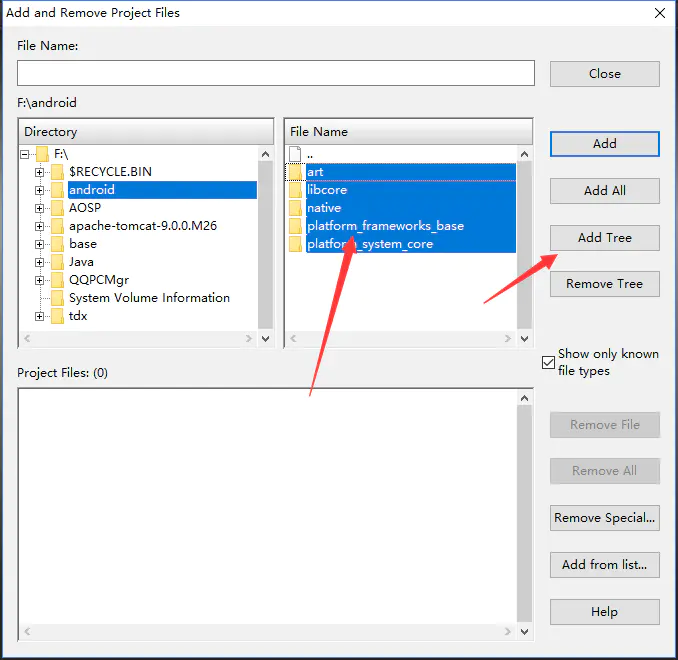 Add and Remove Project Files
File Name:
Close
F:\android
Directory
File Name
F:\
$RECYCLE.BIN
android
AOSP
apache-tomcat-9.0.0.M26
base
Java
QQPCMgr
System Volume Information
tdx
..
art
libcore
native
platform_frameworks_base
platform_system_core
Add
Add All
Add Tree
Remove Tree
Show only known
file types
Project Files: (0)
Remove File
Remove All
Remove Special...
Add from list...
Help